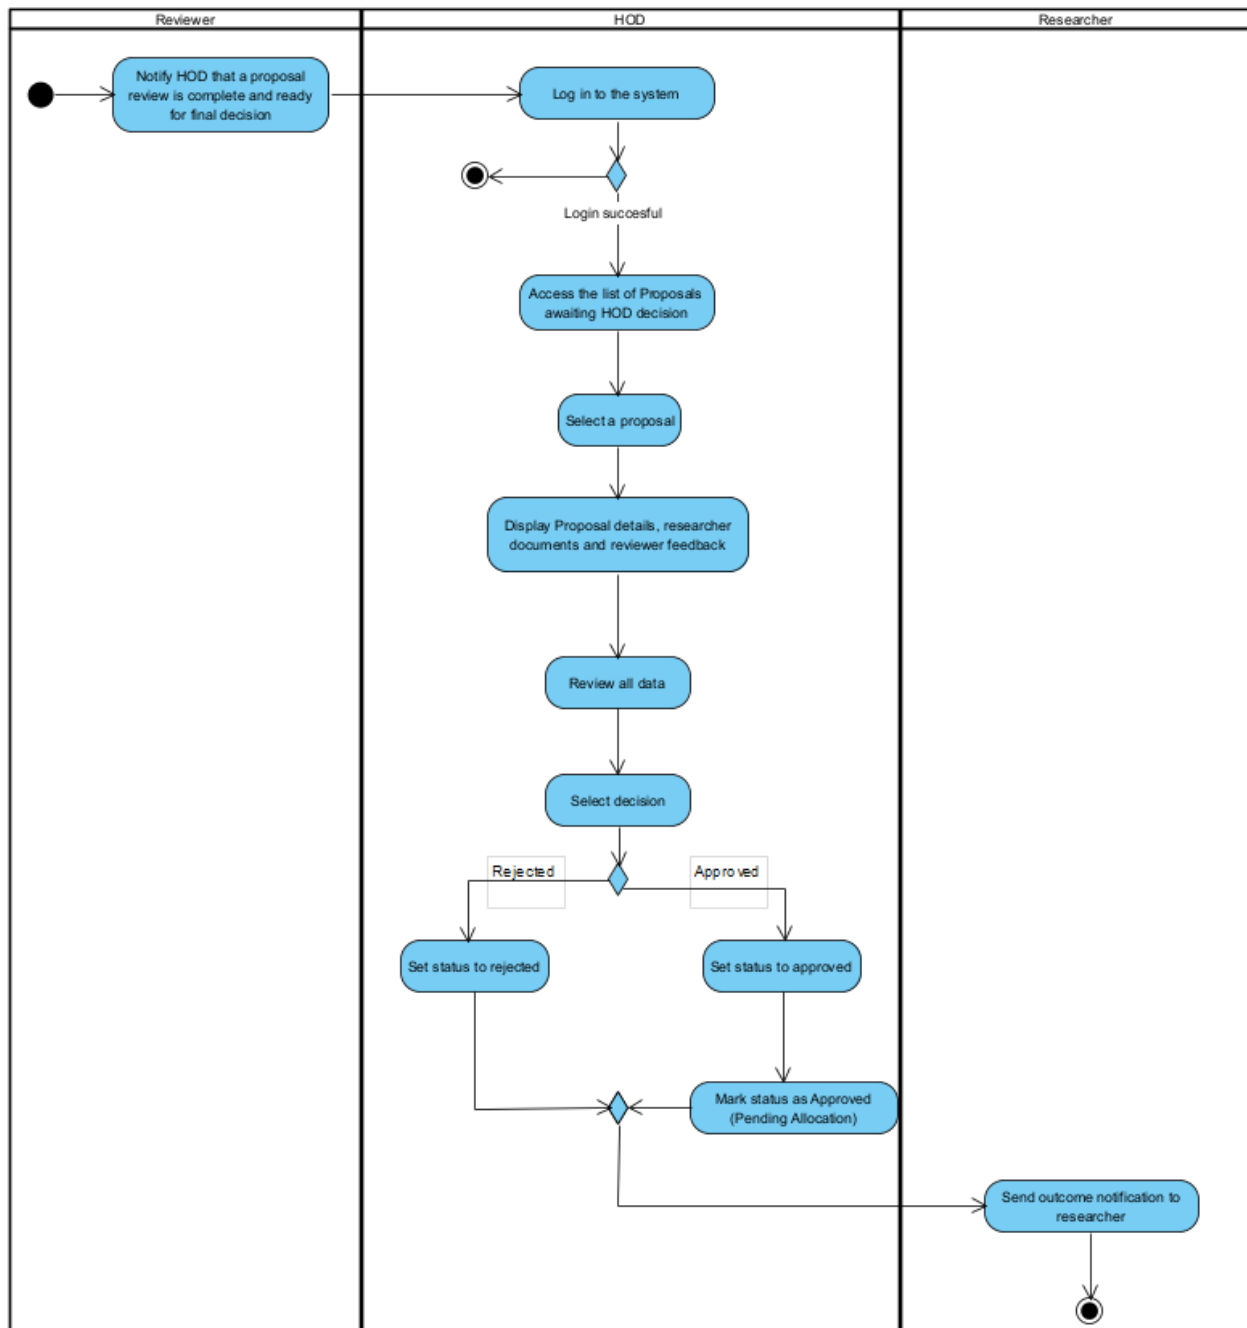 Reviewer
HOD
Researcher
Notify HOD that a proposal
review is complete and ready
for final decision
Log in to the system
Login succesful
Access the list of Proposals
awaiting HOD decision
Select a proposal
Display Proposal details, researcher
documents and reviewer feedback
Review all data
Select decision
Rejected
Approved
Set status to rejected
Set status to approved
Mark status as Approved
(Pending Allocation)
Send outcome notification to
researcher